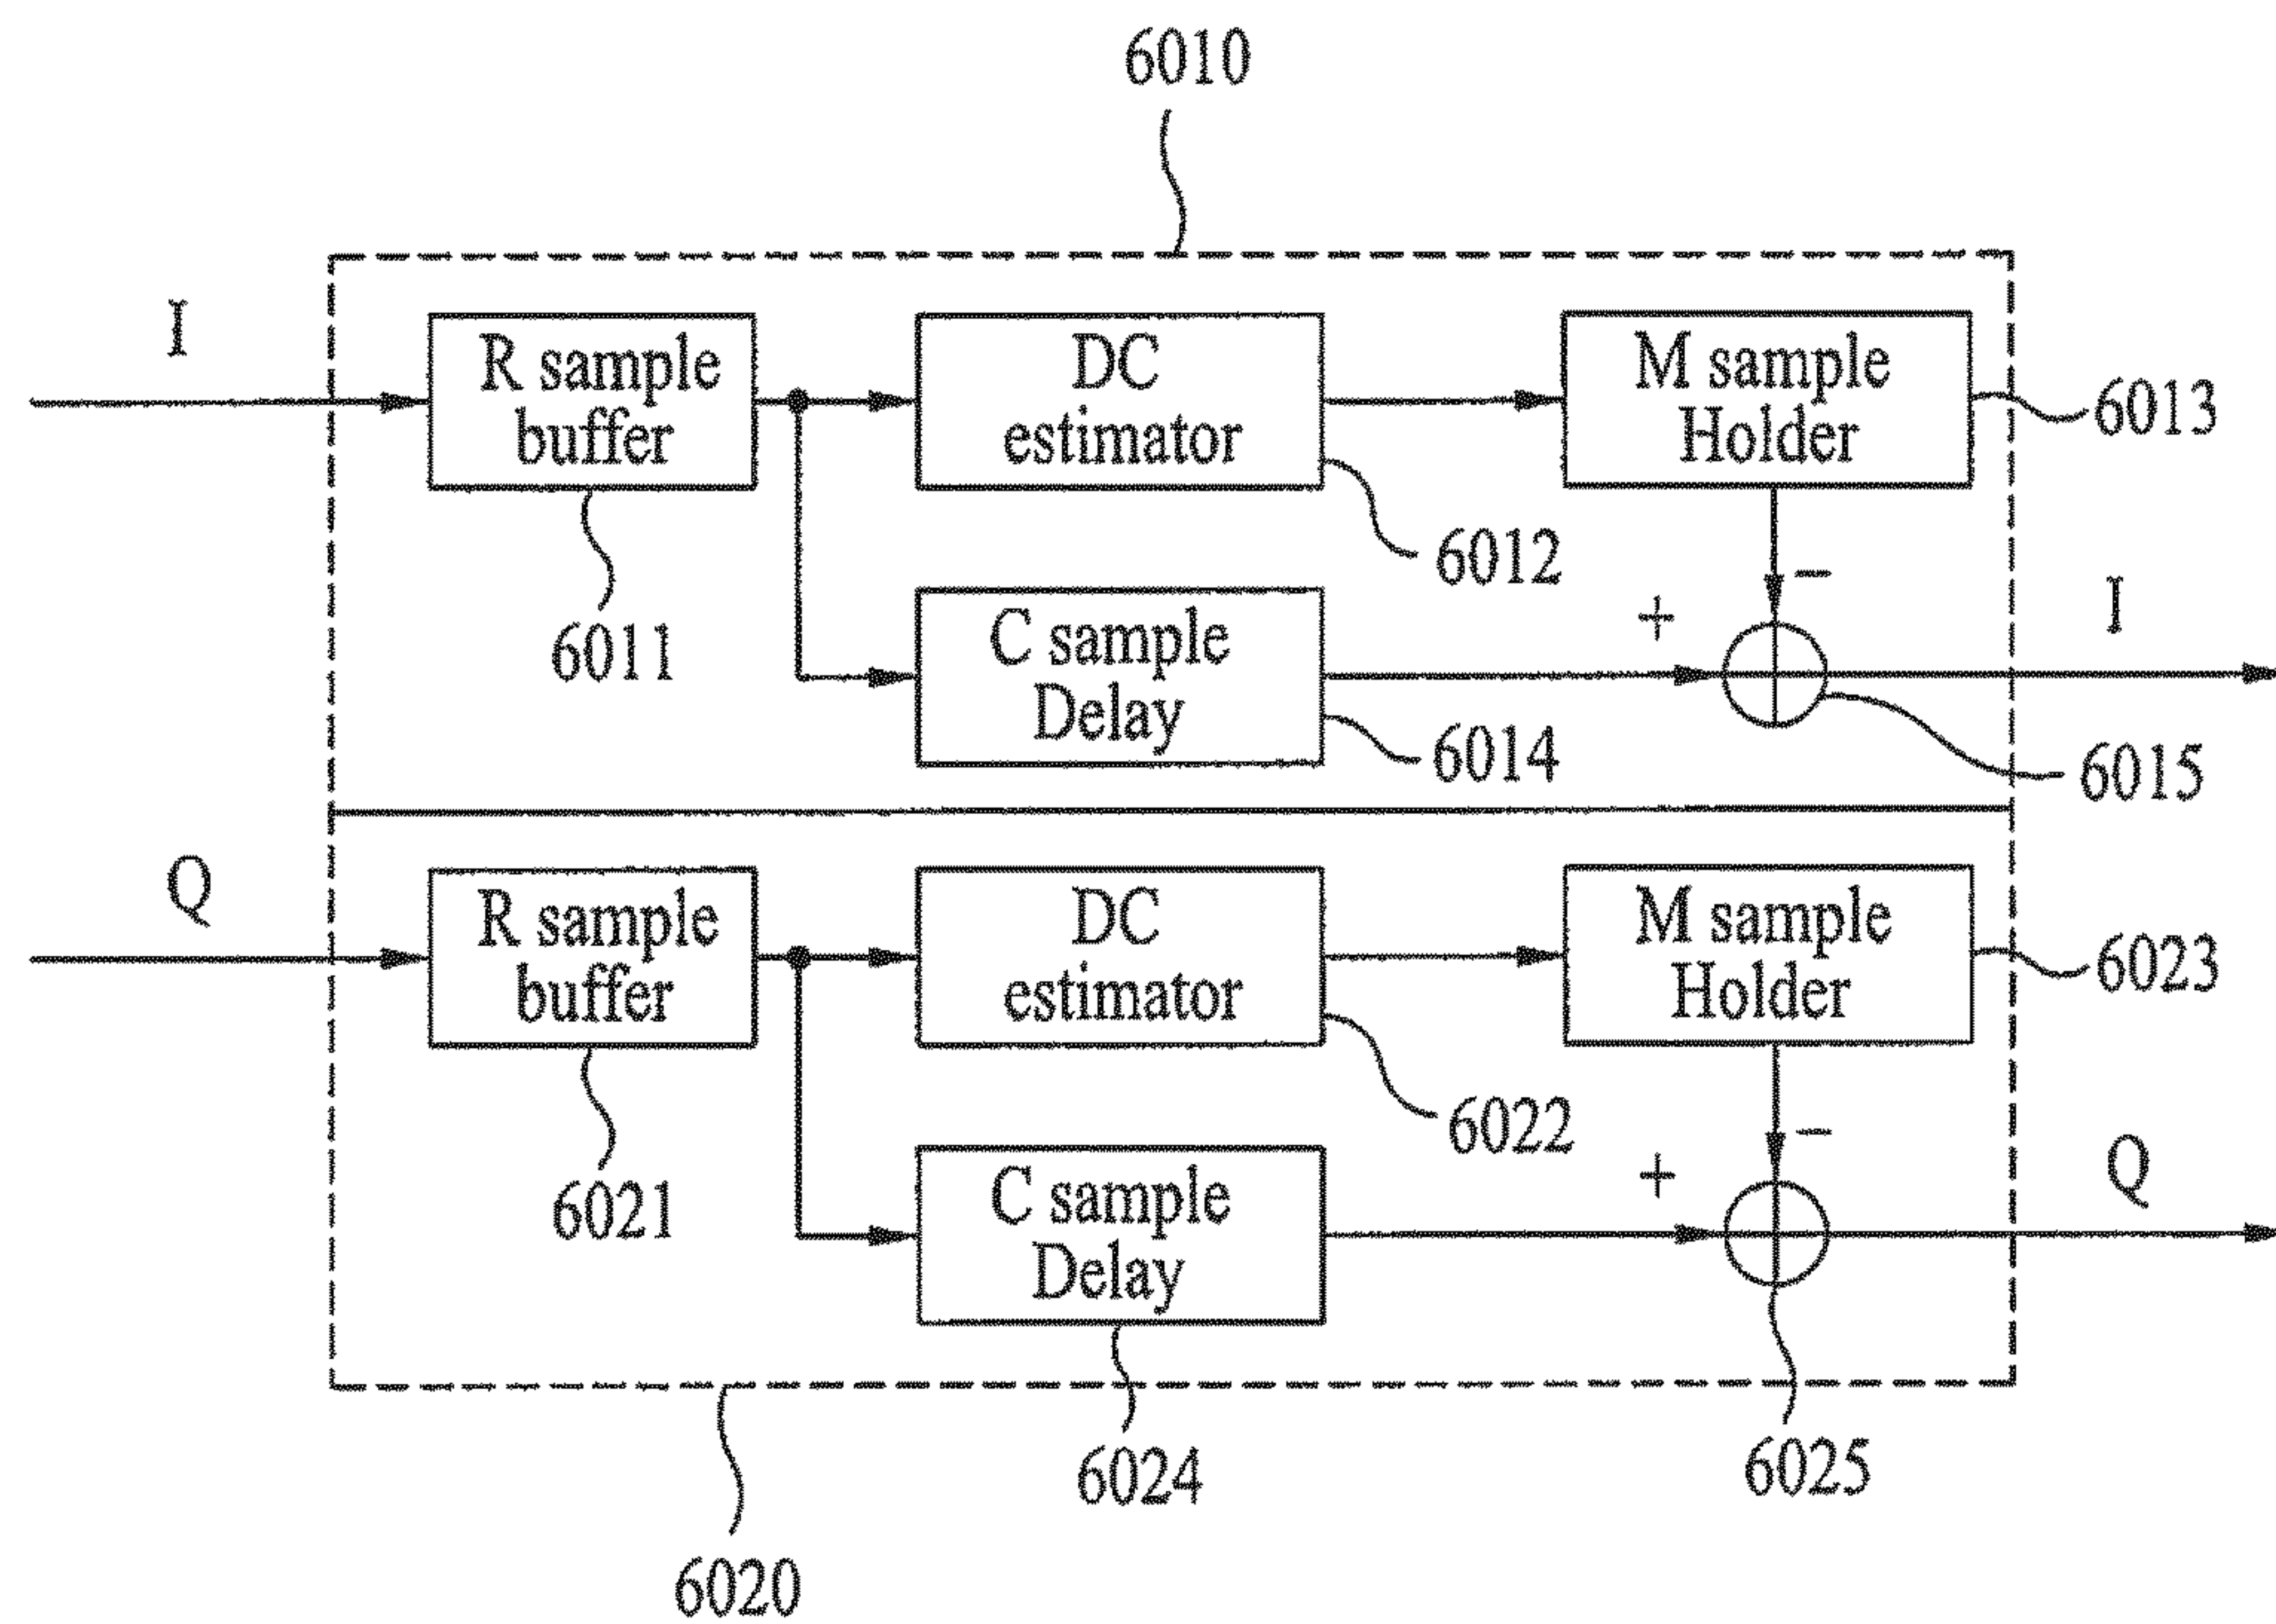 6010
I
R sample
buffer
DC
estimator
M sample
Holder
6013
6012
−
+
I
6011
C sample
Delay
6014
6015
Q
R sample
buffer
DC
estimator
M sample
Holder
6023
6022
−
+
Q
6021
C sample
Delay
6024
6025
6020